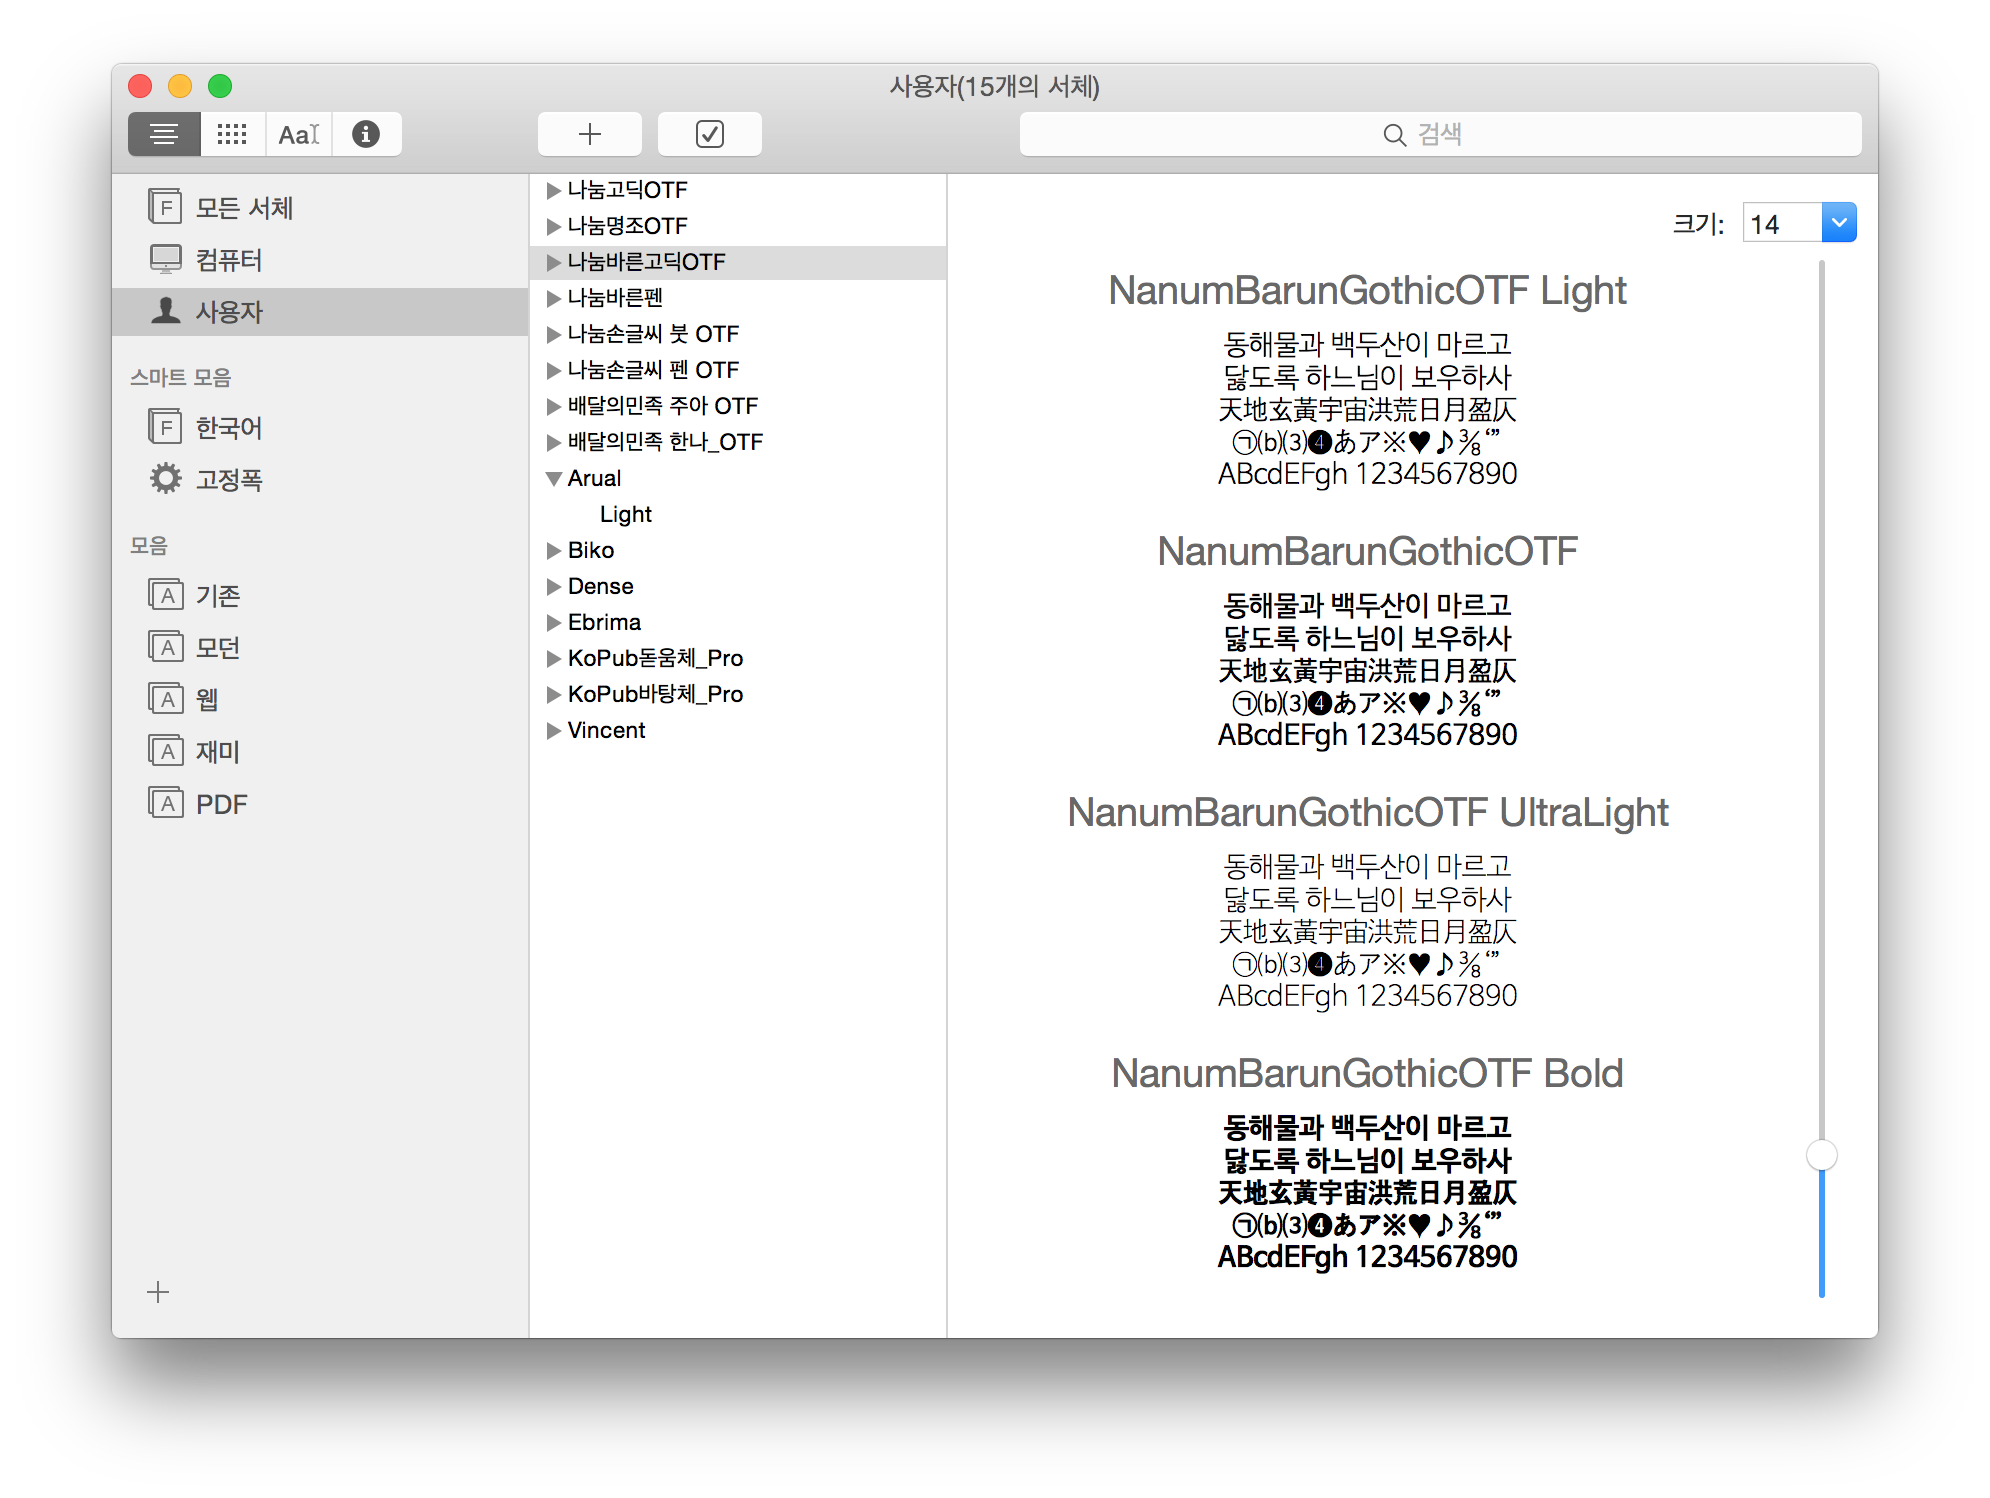 사용자(15개의 서체)
Aa
검색
모든 서체
컴퓨터
사용자
스마트 모음
한국어
고정폭
모음
기존
모던
웹
재미
PDF
나눔고딕OTF
나눔명조OTF
나눔바른고딕OTF
나눔바른펜
나눔손글씨 붓 OTF
나눔손글씨 펜 OTF
배달의민족 주아 OTF
배달의민족 한나_OTF
Arual
Light
Biko
Dense
Ebrima
KoPub돋움체_Pro
KoPub바탕체_Pro
Vincent
크기: 14
NanumBarunGothicOTF Light
동해물과 백두산이 마르고
닳도록 하느님이 보우하사
天地玄黃宇宙洪荒日月盈仄
㉠⒝⑶❹あア※♥♪⅜‘”
ABcdEFgh 1234567890
NanumBarunGothicOTF
동해물과 백두산이 마르고
닳도록 하느님이 보우하사
天地玄黃宇宙洪荒日月盈仄
㉠⒝⑶❹あア※♥♪⅜‘”
ABcdEFgh 1234567890
NanumBarunGothicOTF UltraLight
동해물과 백두산이 마르고
닳도록 하느님이 보우하사
天地玄黃宇宙洪荒日月盈仄
㉠⒝⑶❹あア※♥♪⅜‘”
ABcdEFgh 1234567890
NanumBarunGothicOTF Bold
동해물과 백두산이 마르고
닳도록 하느님이 보우하사
天地玄黃宇宙洪荒日月盈仄
㉠⒝⑶❹あア※♥♪⅜‘”
ABcdEFgh 1234567890